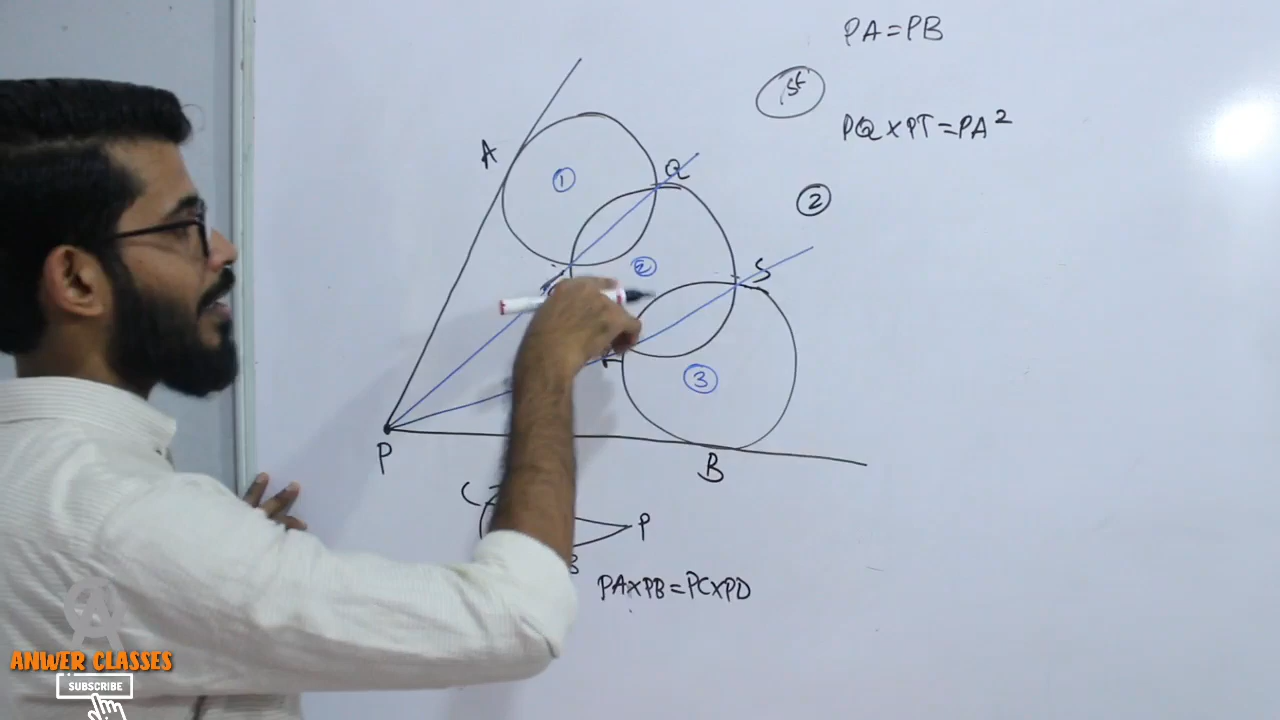 PA=PB
1st
PQ×PT=PA²
2
A
Q
1
2
S
3
P
B
C
P
B
PA×PB=PC×PD
ANWER CLASSES
SUBSCRIBE